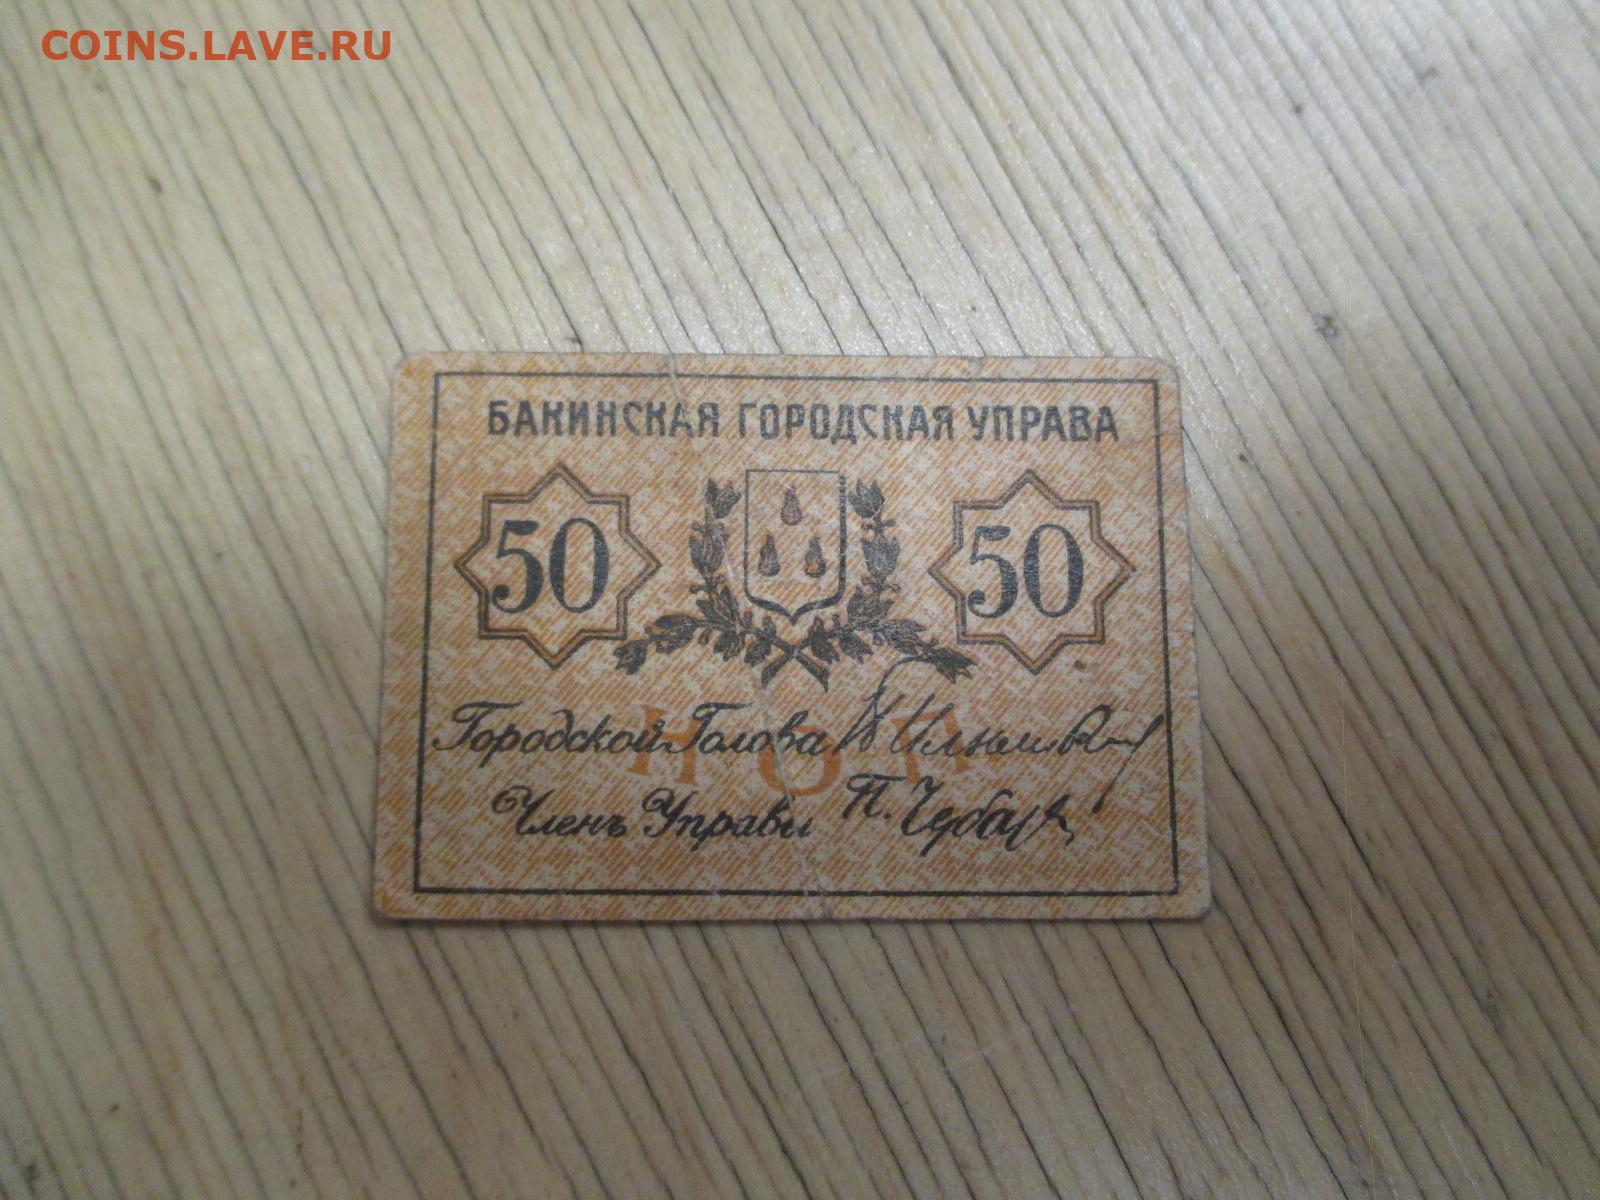 COINS.LAVE.RU
БАКИНСКАЯ ГОРОДСКАЯ УПРАВА
50 50
Городской Голова
коп.
Членъ Управы П.